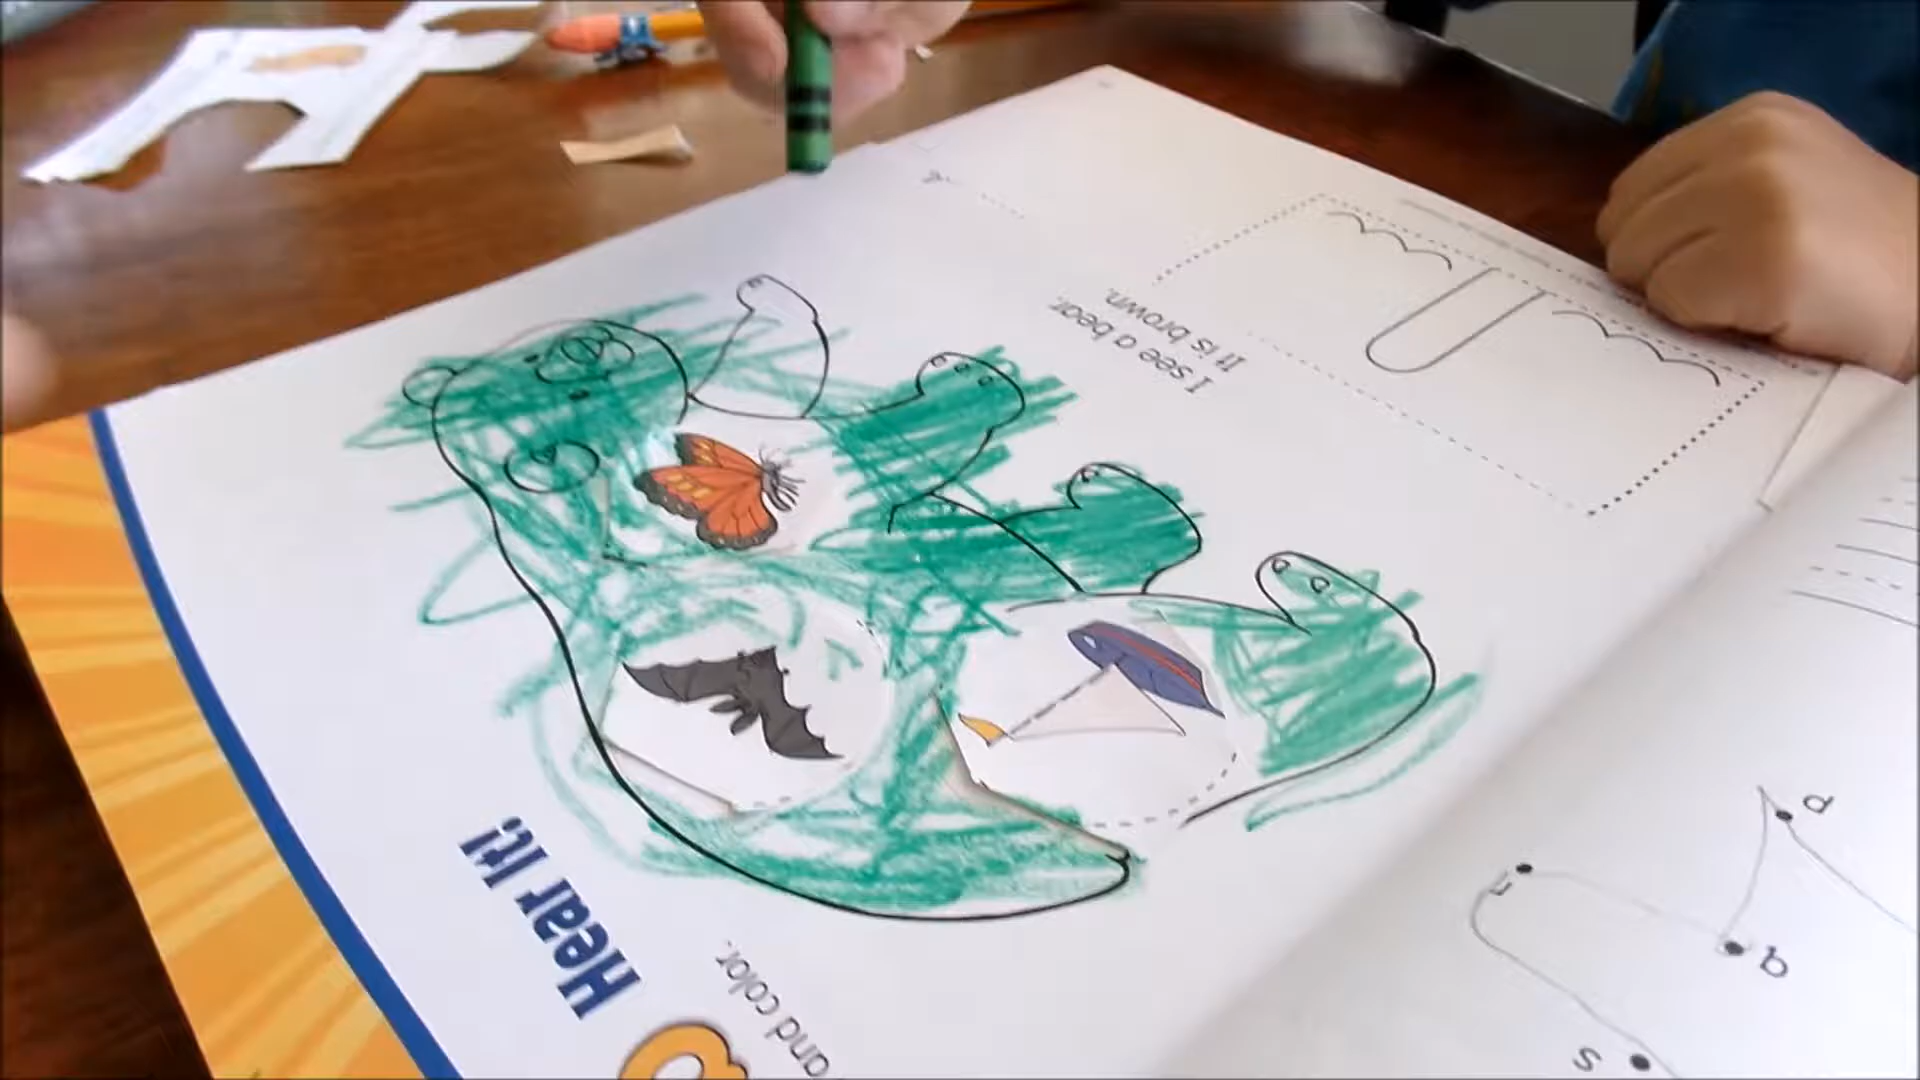 Hear It!
and color.
I see a bear.
It is brown.
d
b
s